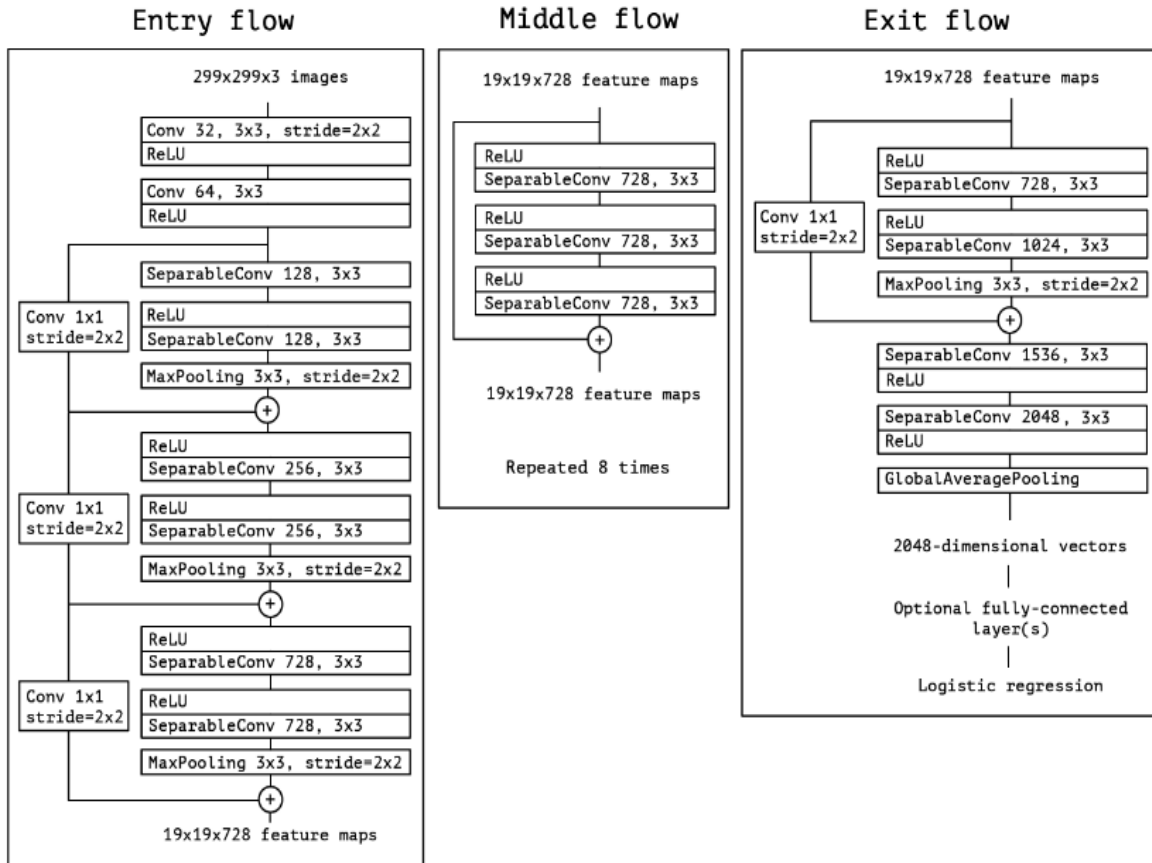 Entry flow
299x299x3 images
Conv 32, 3x3, stride=2x2
ReLU
Conv 64, 3x3
ReLU
SeparableConv 128, 3x3
Conv 1x1
stride=2x2
ReLU
SeparableConv 128, 3x3
MaxPooling 3x3, stride=2x2
+
ReLU
SeparableConv 256, 3x3
Conv 1x1
stride=2x2
ReLU
SeparableConv 256, 3x3
MaxPooling 3x3, stride=2x2
+
ReLU
SeparableConv 728, 3x3
Conv 1x1
stride=2x2
ReLU
SeparableConv 728, 3x3
MaxPooling 3x3, stride=2x2
+
19x19x728 feature maps
Middle flow
19x19x728 feature maps
ReLU
SeparableConv 728, 3x3
ReLU
SeparableConv 728, 3x3
ReLU
SeparableConv 728, 3x3
+
19x19x728 feature maps
Repeated 8 times
Exit flow
19x19x728 feature maps
ReLU
SeparableConv 728, 3x3
Conv 1x1
stride=2x2
ReLU
SeparableConv 1024, 3x3
MaxPooling 3x3, stride=2x2
+
SeparableConv 1536, 3x3
ReLU
SeparableConv 2048, 3x3
ReLU
GlobalAveragePooling
2048-dimensional vectors
Optional fully-connected
layer(s)
Logistic regression